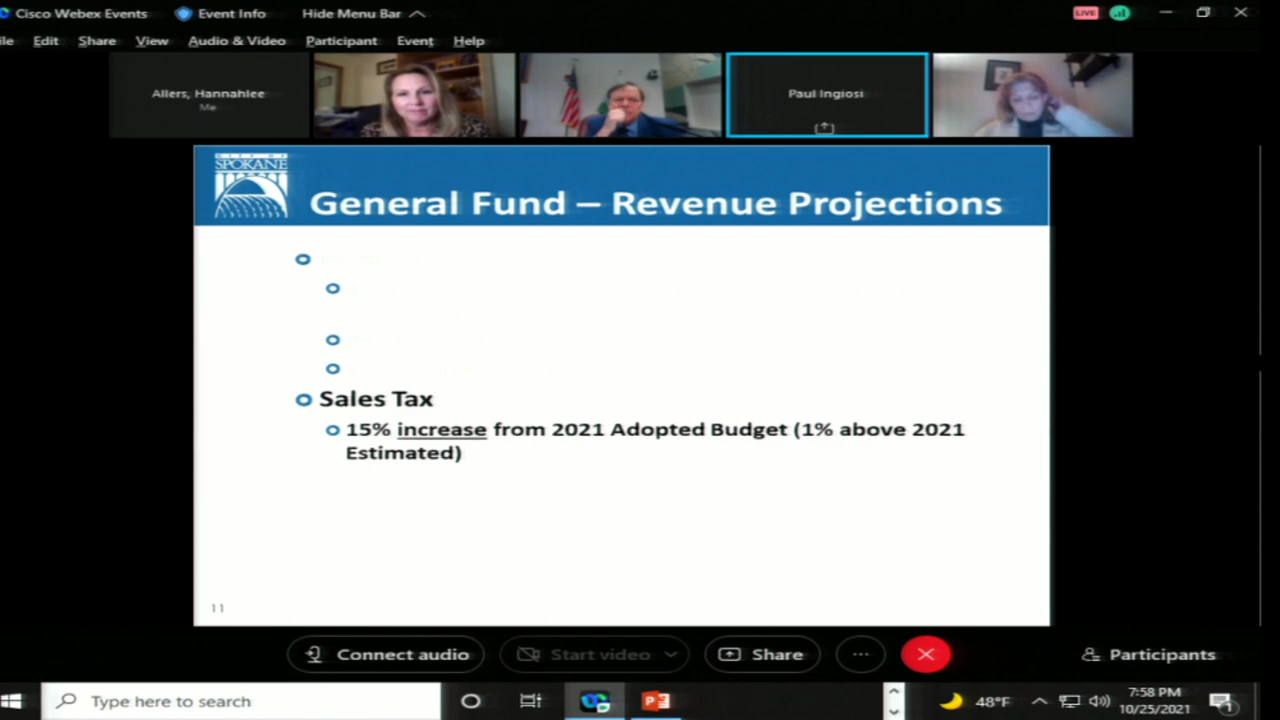 Cisco Webex Events
Event Info
Hide Menu Bar
LIVE
ile Edit Share View Audio & Video Participant Event Help
Allers, Hannahlee
Me
Paul Ingiosi
CITY OF
SPOKANE
General Fund – Revenue Projections
Sales Tax
15% increase from 2021 Adopted Budget (1% above 2021
Estimated)
11
Connect audio
Start video
Share
Participants
Type here to search
48°F
7:58 PM
10/25/2021
1